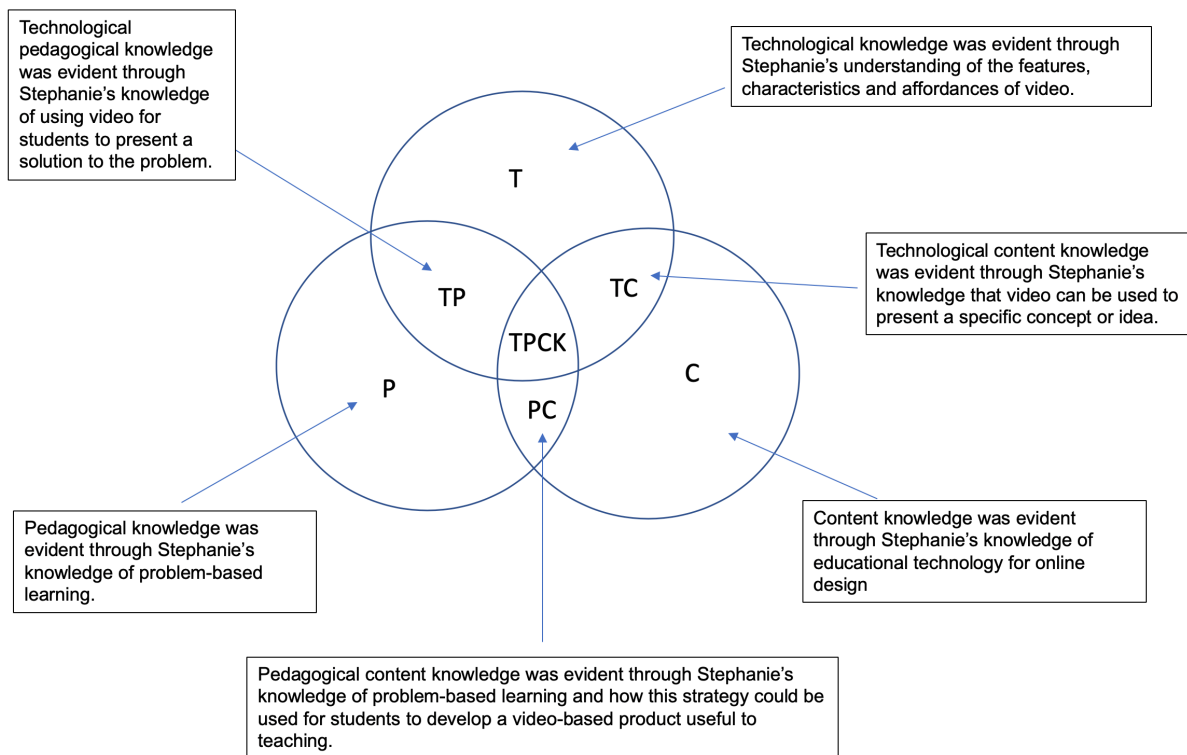 Technological
pedagogical knowledge
was evident through
Stephanie's knowledge
of using video for
students to present a
solution to the problem.
Technological knowledge was evident through
Stephanie's understanding of the features,
characteristics and affordances of video.
T
Technological content knowledge
was evident through Stephanie's
knowledge that video can be used to
present a specific concept or idea.
TP
TC
TPCK
P
C
PC
Pedagogical knowledge was
evident through Stephanie's
knowledge of problem-based
learning.
Content knowledge was evident
through Stephanie's knowledge of
educational technology for online
design
Pedagogical content knowledge was evident through Stephanie's
knowledge of problem-based learning and how this strategy could be
used for students to develop a video-based product useful to
teaching.